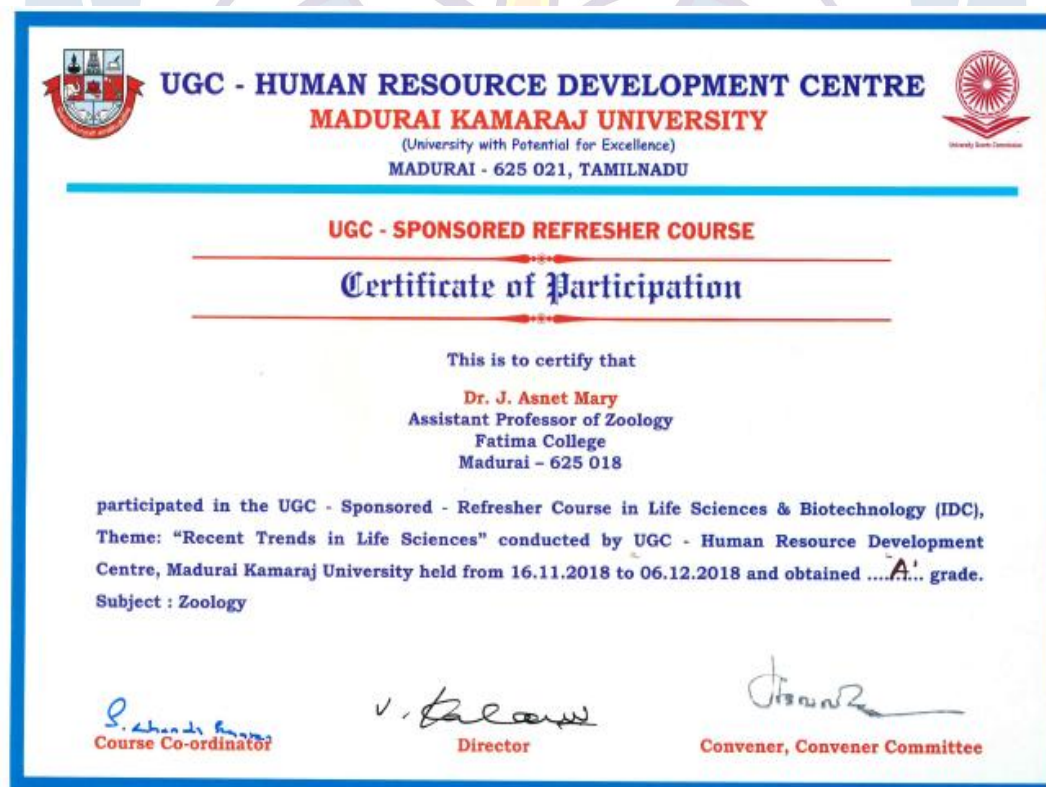 UGC - HUMAN RESOURCE DEVELOPMENT CENTRE
MADURAI KAMARAJ UNIVERSITY
(University with Potential for Excellence)
MADURAI - 625 021, TAMILNADU
University Grants Commission
UGC - SPONSORED REFRESHER COURSE
Certificate of Participation
This is to certify that
Dr. J. Asnet Mary
Assistant Professor of Zoology
Fatima College
Madurai – 625 018
participated in the UGC - Sponsored - Refresher Course in Life Sciences & Biotechnology (IDC),
Theme: “Recent Trends in Life Sciences” conducted by UGC - Human Resource Development
Centre, Madurai Kamaraj University held from 16.11.2018 to 06.12.2018 and obtained ....'A'... grade.
Subject : Zoology
Course Co-ordinator
Director
Convener, Convener Committee